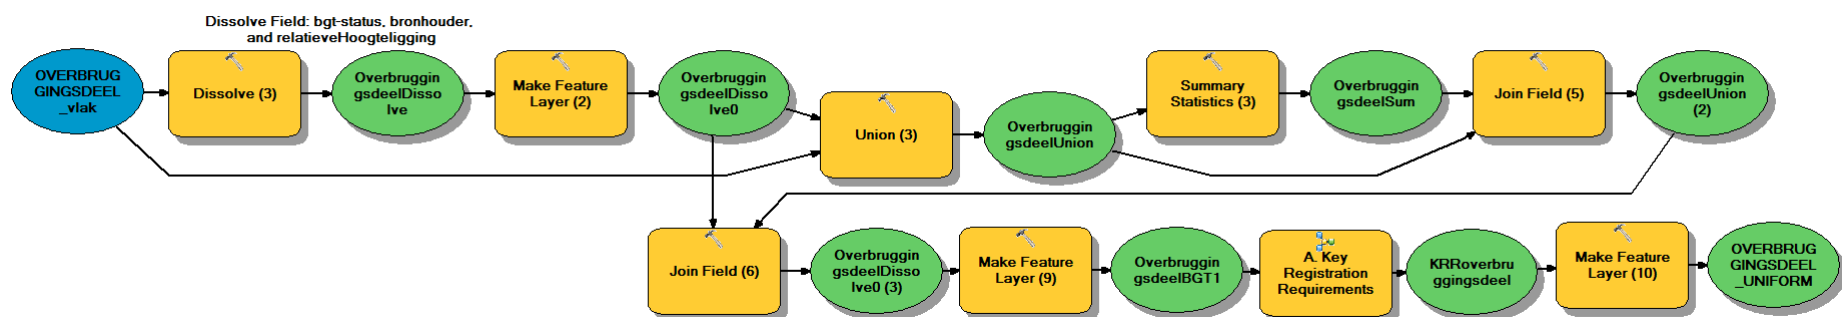 Dissolve Field: bgt-status, bronhouder,
and relatieveHoogteligging
OVERBRUG
GINGSDEEL
_vlak
Dissolve (3)
Overbruggin
gsdeelDisso
lve
Make Feature
Layer (2)
Overbruggin
gsdeelDisso
lve0
Union (3)
Overbruggin
gsdeelUnion
Summary
Statistics (3)
Overbruggin
gsdeelSum
Join Field (5)
Overbruggin
gsdeelUnion
(2)
Join Field (6)
Overbruggin
gsdeelDisso
lve0 (3)
Make Feature
Layer (9)
Overbruggin
gsdeelBGT1
A. Key
Registration
Requirements
KRRoverbru
ggingsdeel
Make Feature
Layer (10)
OVERBRUG
GINGSDEEL
_UNIFORM